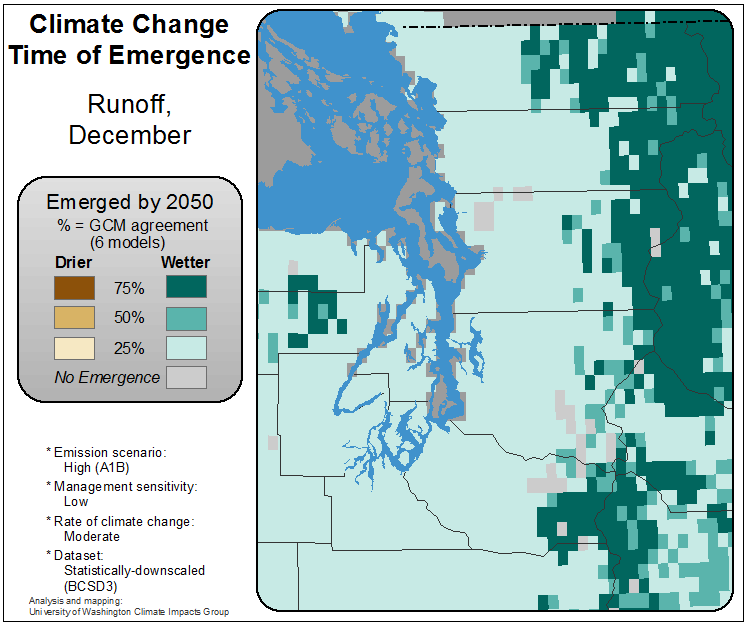 Climate Change
Time of Emergence
Runoff,
December
Emerged by 2050
% = GCM agreement
(6 models)
Drier Wetter
75%
50%
25%
No Emergence
* Emission scenario:
High (A1B)
* Management sensitivity:
Low
* Rate of climate change:
Moderate
* Dataset:
Statistically-downscaled
(BCSD3)
Analysis and mapping:
University of Washington Climate Impacts Group